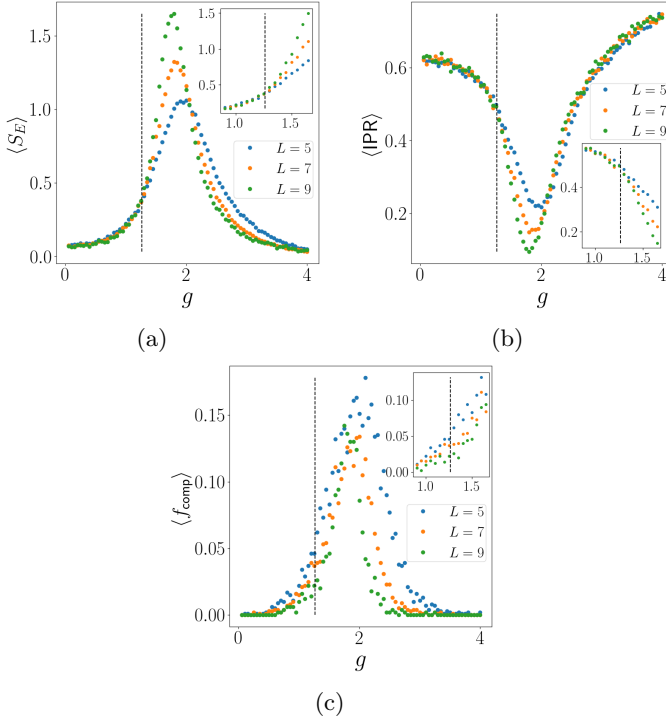 1.5
1.0
0.5
0.0
⟨S_E⟩
1.5
1.0
0.5
1.0 1.5
L = 5
L = 7
L = 9
0 2 4
g
(a)
0.6
0.4
0.2
⟨IPR⟩
L = 5
L = 7
L = 9
0.4
0.2
1.0 1.5
0 2 4
g
(b)
0.15
0.10
0.05
0.00
⟨f_comp⟩
0.10
0.05
0.00
1.0 1.5
L = 5
L = 7
L = 9
0 2 4
g
(c)